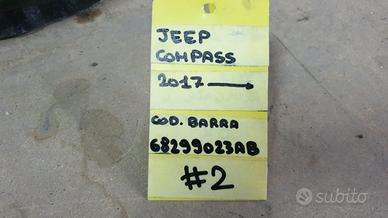 JEEP
COMPASS
2017 →
COD. BARRA
68299023AB
#2
subito